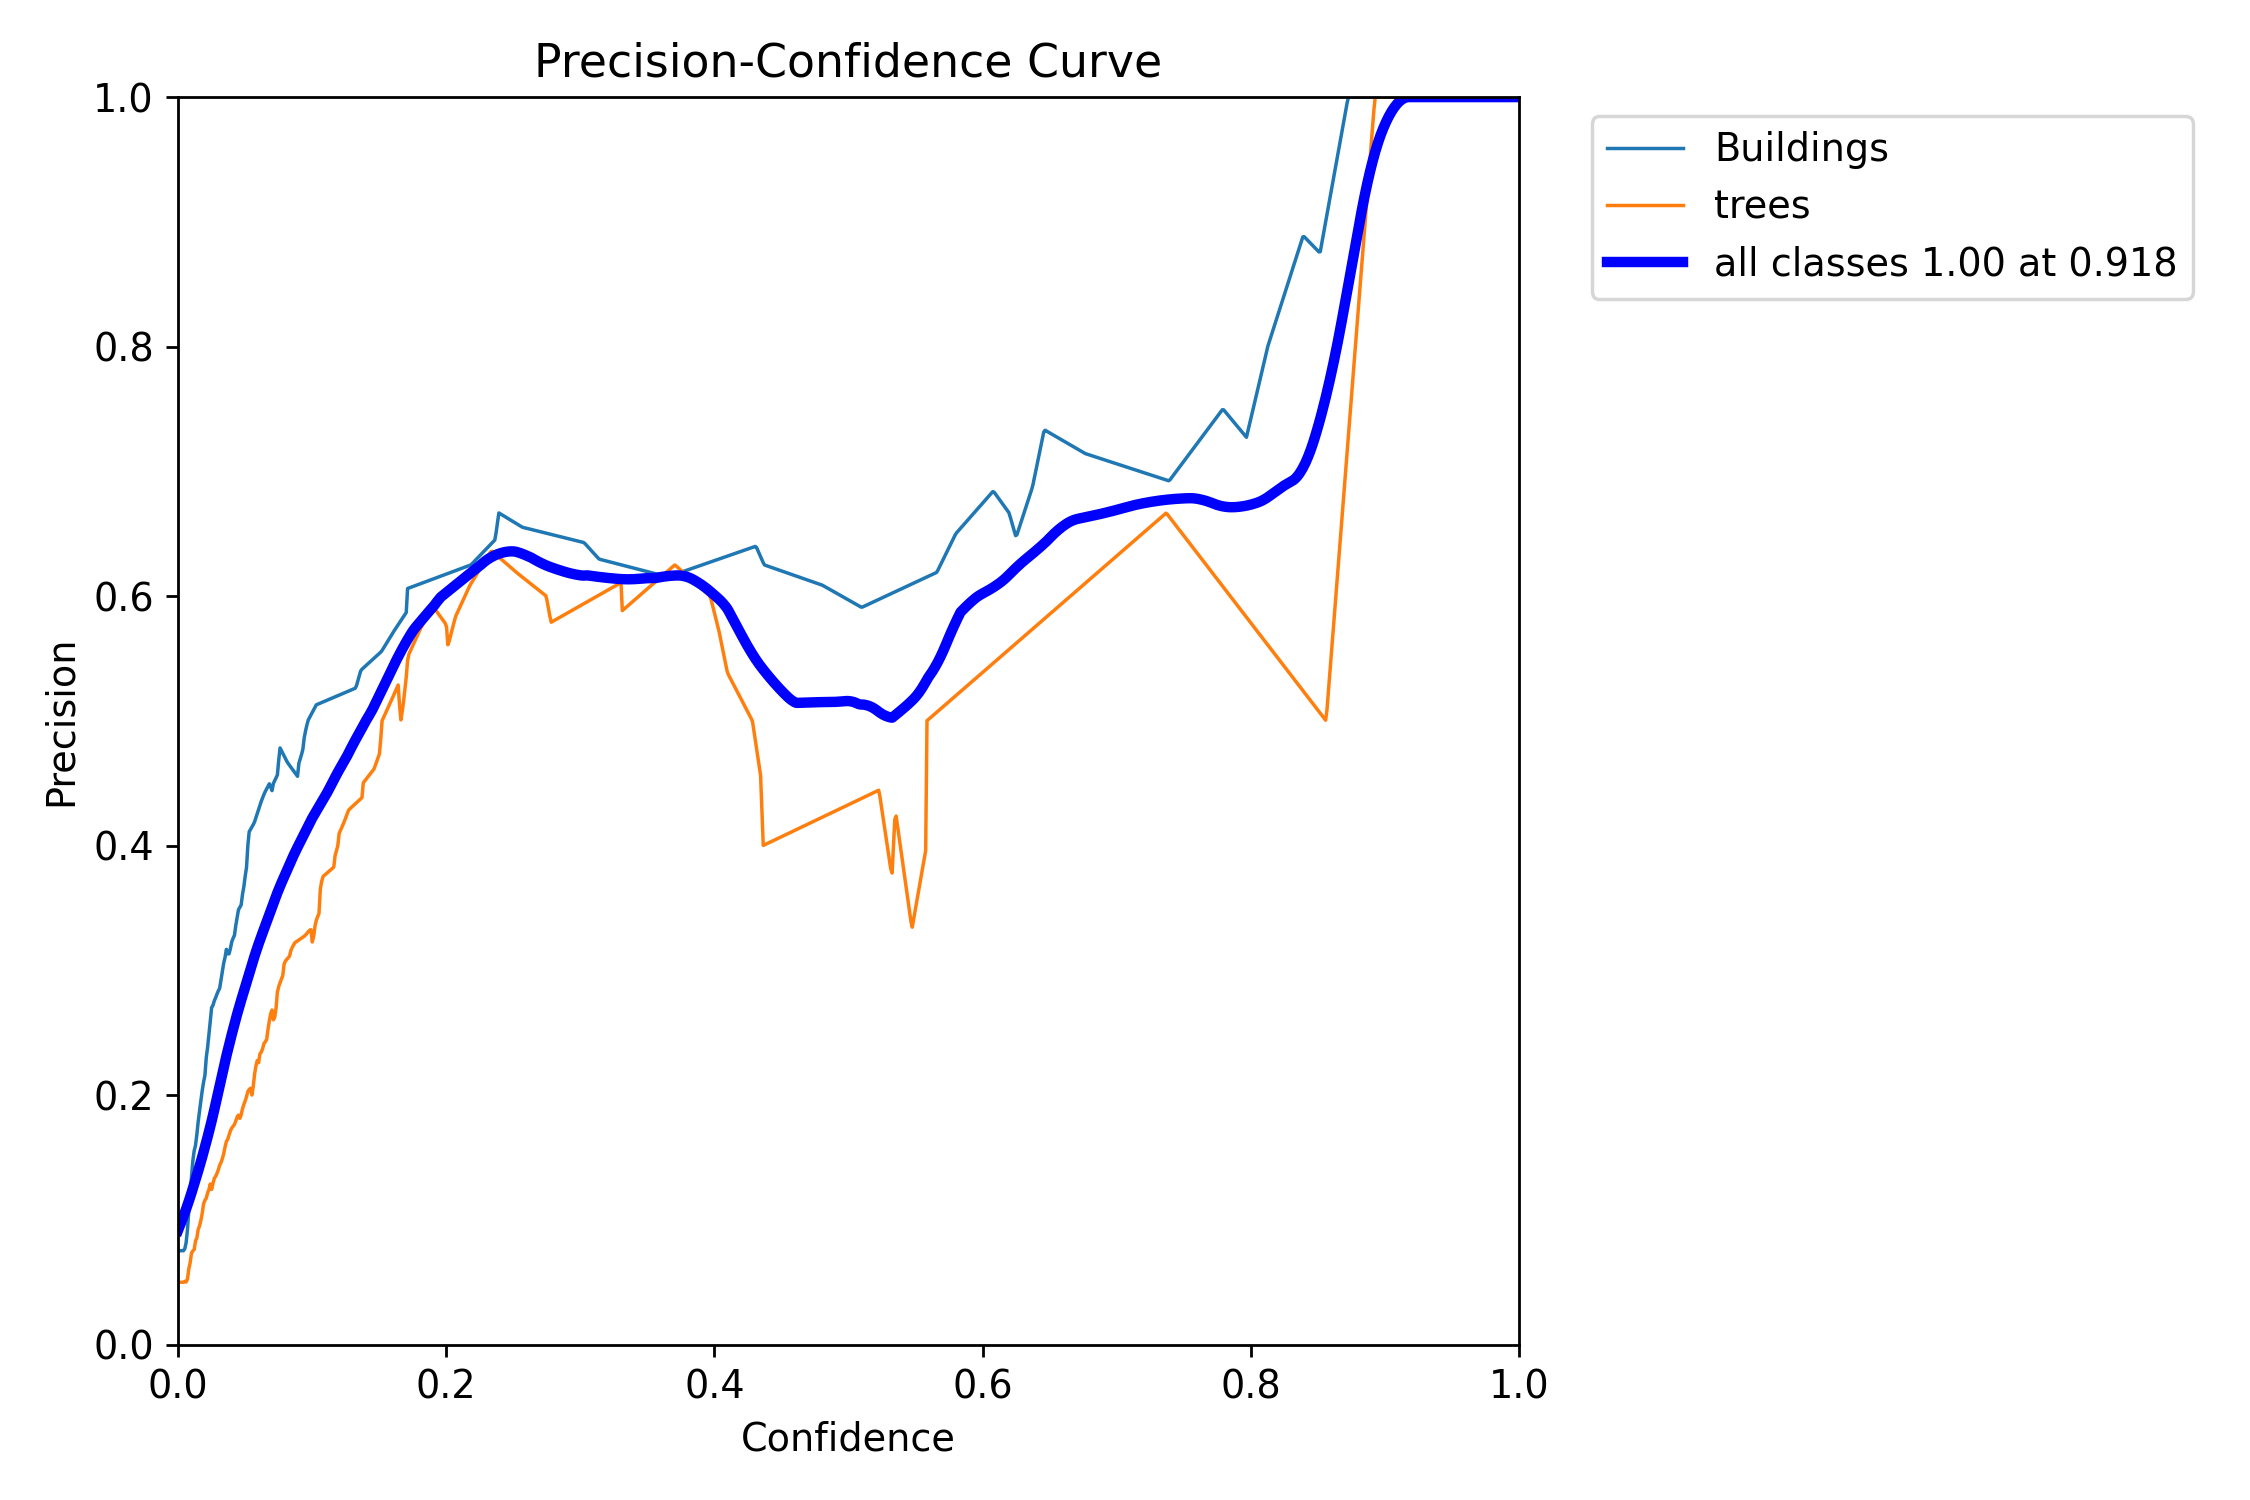 Precision-Confidence Curve
1.0
0.8
0.6
0.4
0.2
0.0
Precision
0.0 0.2 0.4 0.6 0.8 1.0
Confidence
Buildings
trees
all classes 1.00 at 0.918